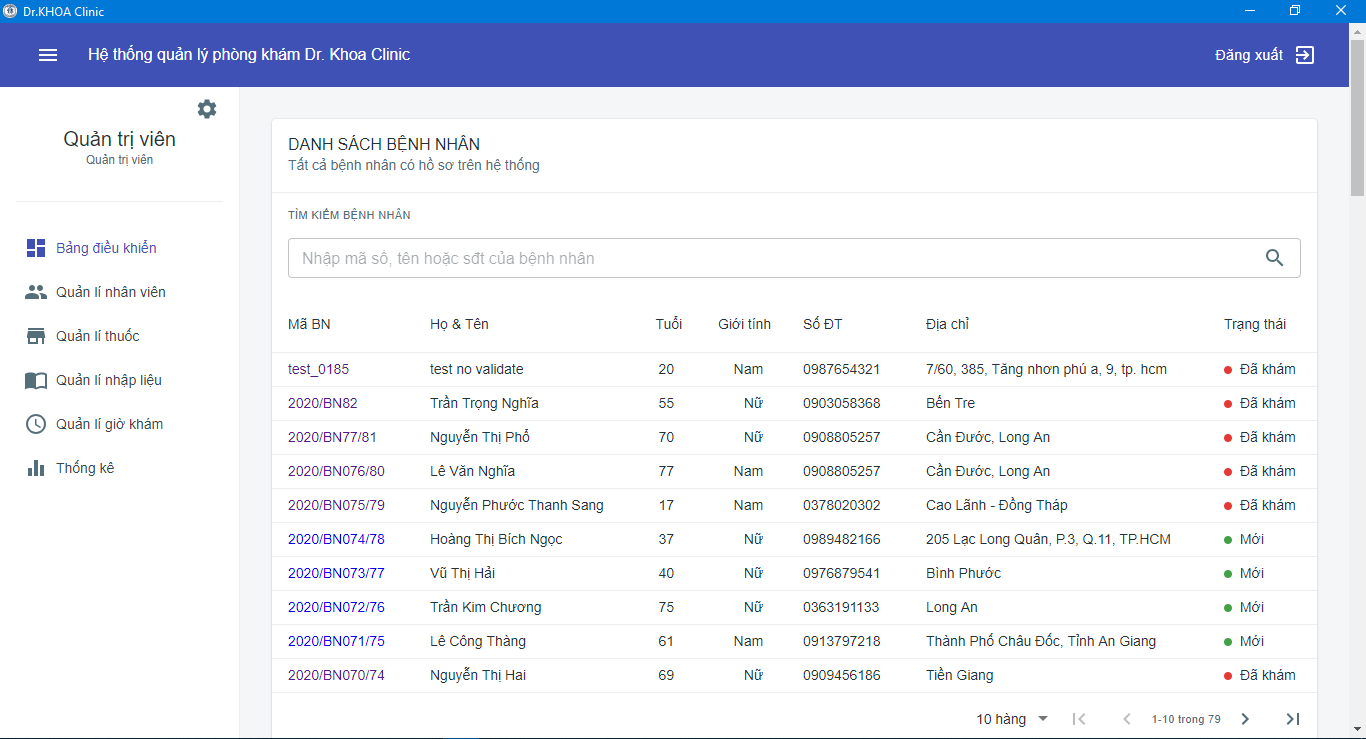 Dr.KHOA Clinic
Hệ thống quản lý phòng khám Dr. Khoa Clinic
Đăng xuất
Quản trị viên
Quản trị viên
Bảng điều khiển
Quản lí nhân viên
Quản lí thuốc
Quản lí nhập liệu
Quản lí giờ khám
Thống kê
DANH SÁCH BỆNH NHÂN
Tất cả bệnh nhân có hồ sơ trên hệ thống
TÌM KIẾM BỆNH NHÂN
Nhập mã số, tên hoặc sđt của bệnh nhân
Mã BN Họ & Tên Tuổi Giới tính Số ĐT Địa chỉ Trạng thái
test_0185 test no validate 20 Nam 0987654321 7/60, 385, Tăng nhơn phú a, 9, tp. hcm Đã khám
2020/BN82 Trần Trọng Nghĩa 55 Nữ 0903058368 Bến Tre Đã khám
2020/BN77/81 Nguyễn Thị Phổ 70 Nữ 0908805257 Cần Đước, Long An Đã khám
2020/BN076/80 Lê Văn Nghĩa 77 Nam 0908805257 Cần Đước, Long An Đã khám
2020/BN075/79 Nguyễn Phước Thanh Sang 17 Nam 0378020302 Cao Lãnh - Đồng Tháp Đã khám
2020/BN074/78 Hoàng Thị Bích Ngọc 37 Nữ 0989482166 205 Lạc Long Quân, P.3, Q.11, TP.HCM Mới
2020/BN073/77 Vũ Thị Hải 40 Nữ 0976879541 Bình Phước Mới
2020/BN072/76 Trần Kim Chương 75 Nữ 0363191133 Long An Mới
2020/BN071/75 Lê Công Thàng 61 Nam 0913797218 Thành Phố Châu Đốc, Tỉnh An Giang Mới
2020/BN070/74 Nguyễn Thị Hai 69 Nữ 0909456186 Tiền Giang Đã khám
10 hàng 1-10 trong 79